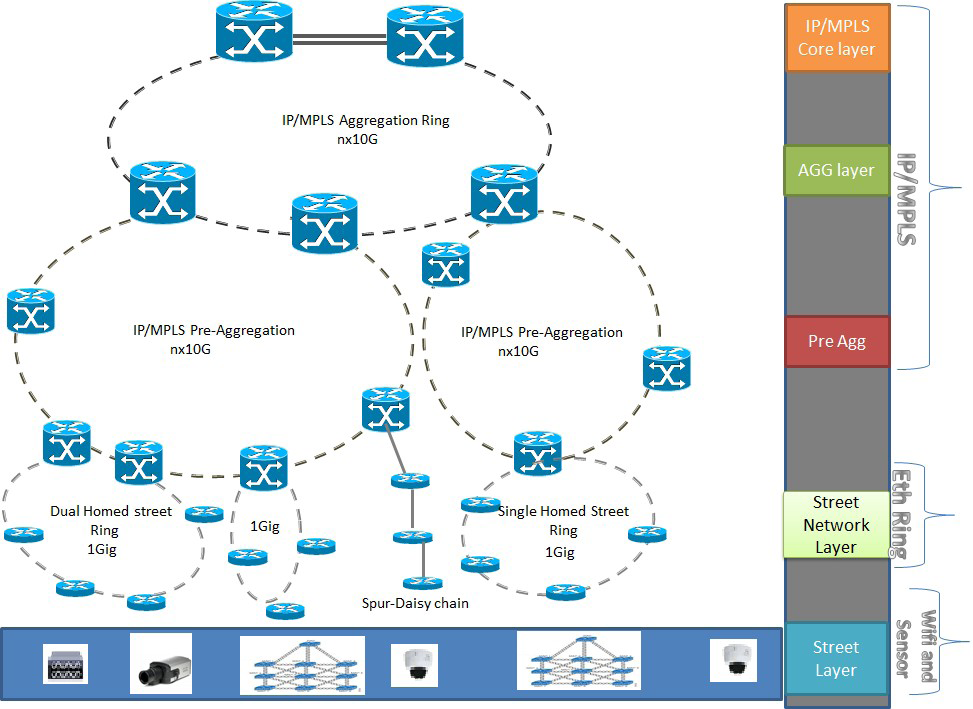 IP/MPLS
Core layer
IP/MPLS Aggregation Ring
nx10G
AGG layer
IP/MPLS
IP/MPLS Pre-Aggregation
nx10G
IP/MPLS Pre-Aggregation
nx10G
Pre Agg
Dual Homed street
Ring
1Gig
1Gig
Single Homed Street
Ring
1Gig
Street
Network
Layer
Eth Ring
Spur-Daisy chain
Street
Layer
Wifi and
Sensor